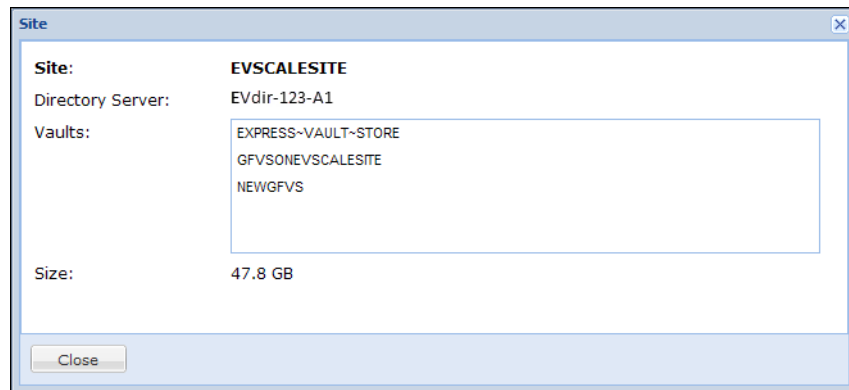 Site
Site: EVSCALESITE
Directory Server: EVdir-123-A1
Vaults: EXPRESS~VAULT~STORE
GFVSONEVSCALESITE
NEWGFVS
Size: 47.8 GB
Close